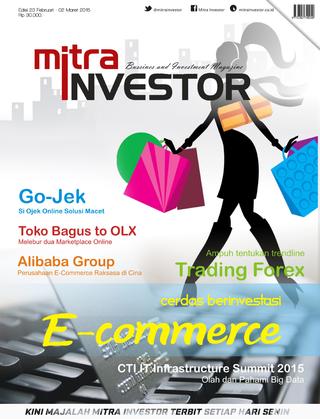 Edisi 23 Februari - 02 Maret 2015
Rp 30.000,-
@mitrainvestor
Mitra Investor
mitrainvestor.co.id
mitra
Bussines and Investment Magazine
INVESTOR
Go-Jek
Si Ojek Online Solusi Macet
Toko Bagus to OLX
Melebur dua Marketplace Online
Alibaba Group
Perusahaan E-Commerce Raksasa di Cina
Ampuh tentukan trendline
Trading Forex
cerdas berinvestasi
E-commerce
CTI IT Infrastructure Summit 2015
Olah dan Pahami Big Data
KINI MAJALAH MITRA INVESTOR TERBIT SETIAP HARI SENIN